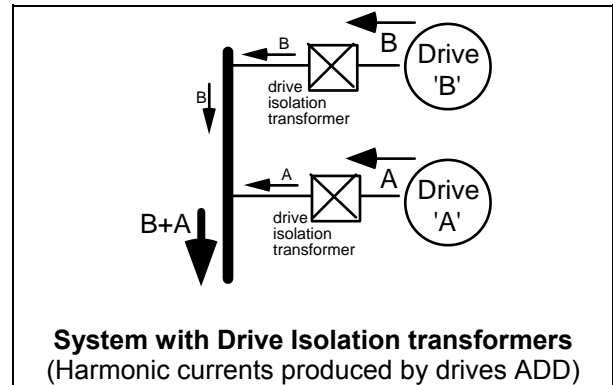 B
B
Drive
'B'
drive
isolation
transformer
B
A
A
Drive
'A'
B+A
drive
isolation
transformer
System with Drive Isolation transformers
(Harmonic currents produced by drives ADD)